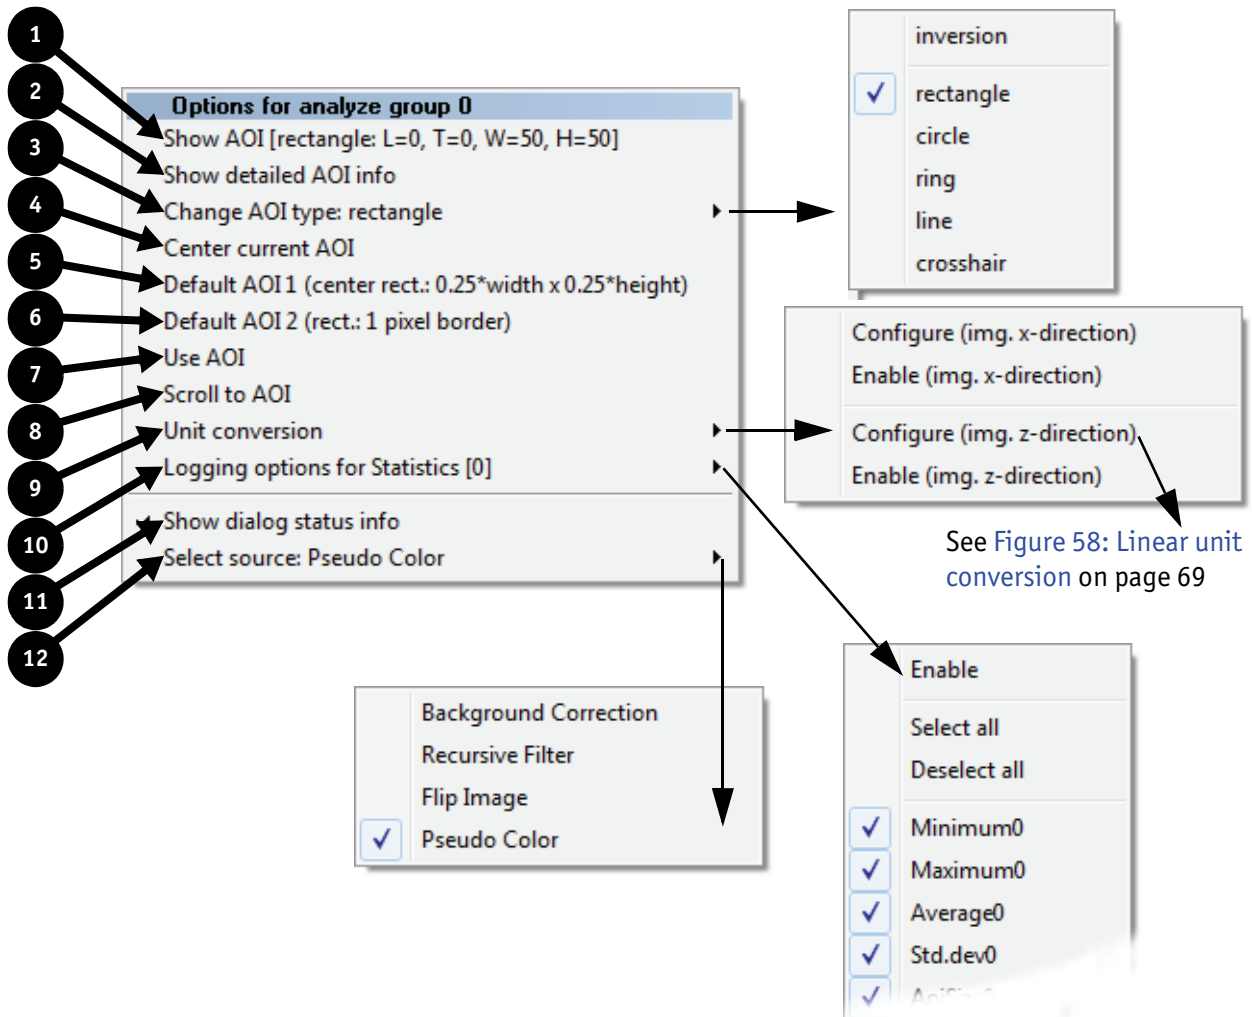 1
2
3
4
5
6
7
8
9
10
11
12
Options for analyze group 0
Show AOI [rectangle: L=0, T=0, W=50, H=50]
Show detailed AOI info
Change AOI type: rectangle
Center current AOI
Default AOI 1 (center rect.: 0.25*width x 0.25*height)
Default AOI 2 (rect.: 1 pixel border)
Use AOI
Scroll to AOI
Unit conversion
Logging options for Statistics [0]
Show dialog status info
Select source: Pseudo Color
inversion
rectangle
circle
ring
line
crosshair
Configure (img. x-direction)
Enable (img. x-direction)
Configure (img. z-direction)
Enable (img. z-direction)
See Figure 58: Linear unit
conversion on page 69
Background Correction
Recursive Filter
Flip Image
Pseudo Color
Enable
Select all
Deselect all
Minimum0
Maximum0
Average0
Std.dev0